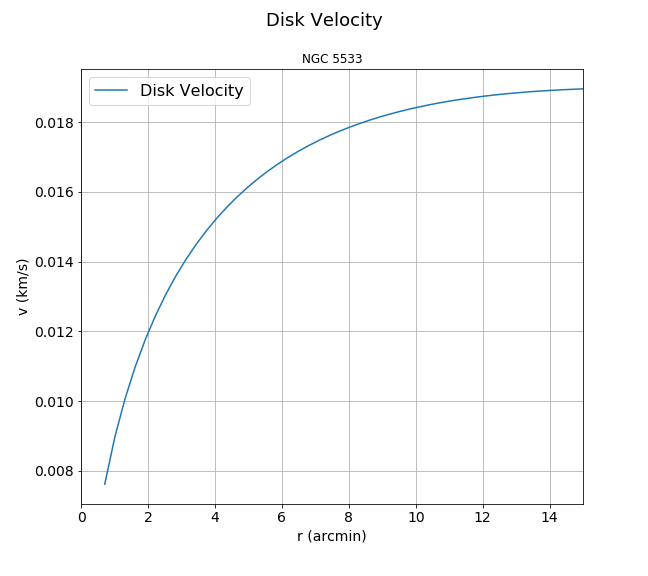 Disk Velocity
NGC 5533
Disk Velocity
0.018
0.016
0.014
0.012
0.010
0.008
v (km/s)
0 2 4 6 8 10 12 14
r (arcmin)